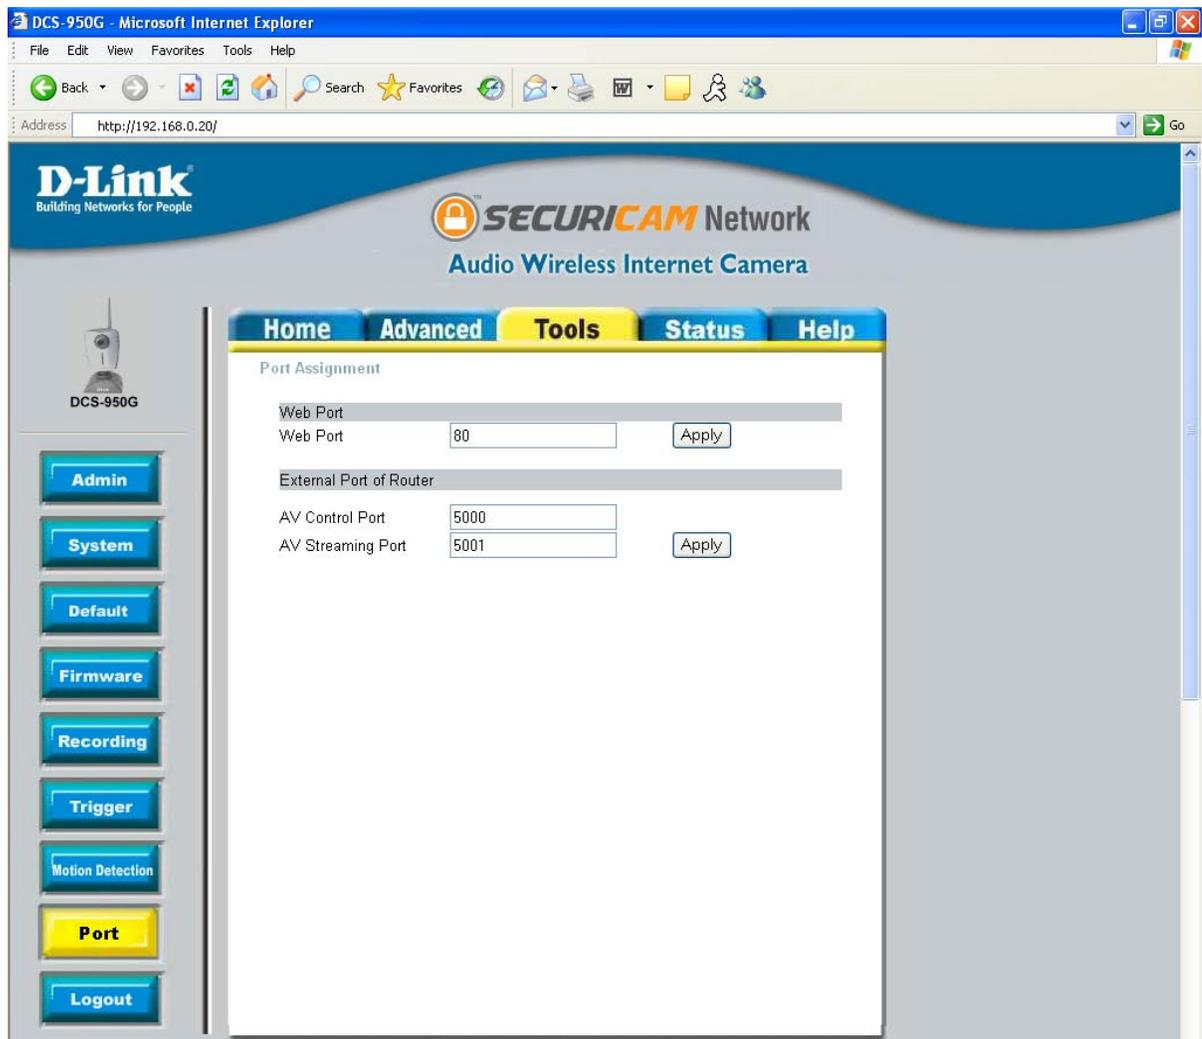 DCS-950G - Microsoft Internet Explorer
File Edit View Favorites Tools Help
Back Search Favorites
Address http://192.168.0.20/ Go
D-Link
Building Networks for People
SECURICAM Network
Audio Wireless Internet Camera
DCS-950G
Home Advanced Tools Status Help
Port Assignment
Web Port
Web Port 80 Apply
External Port of Router
AV Control Port 5000
AV Streaming Port 5001 Apply
Admin
System
Default
Firmware
Recording
Trigger
Motion Detection
Port
Logout